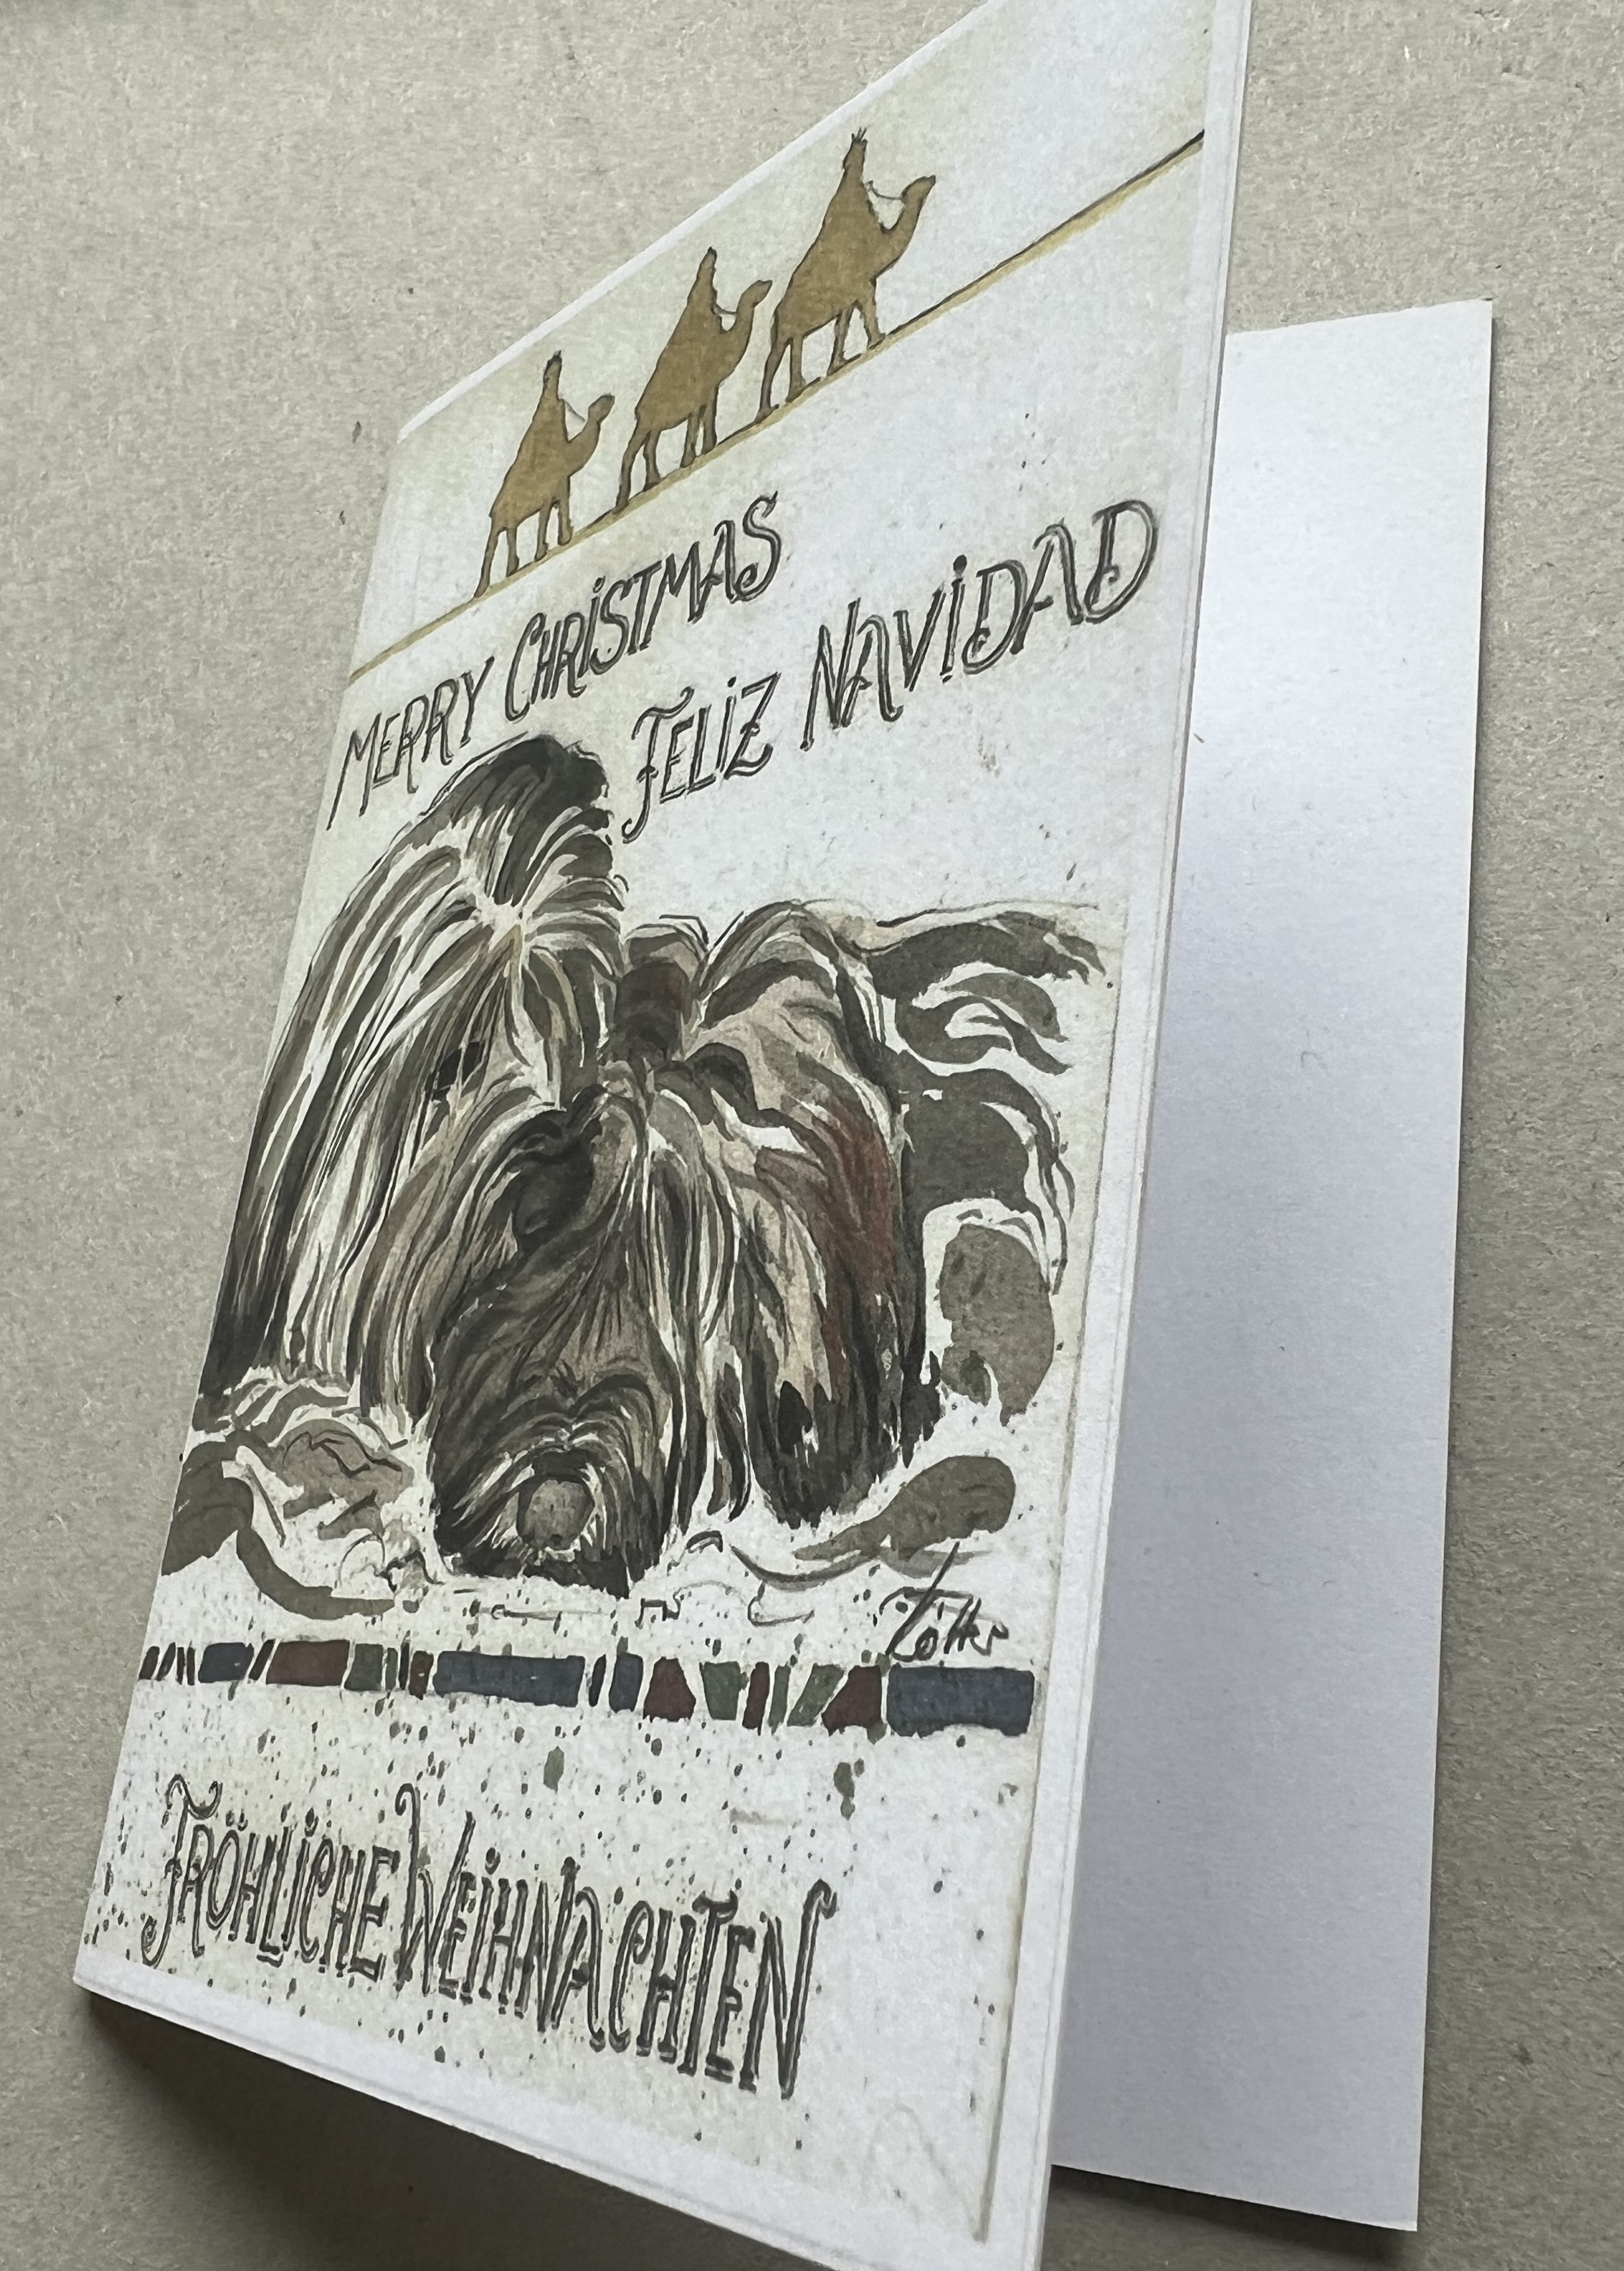 MERRY CHRISTMAS
FELIZ NAVIDAD
FRÖHLICHE WEIHNACHTEN